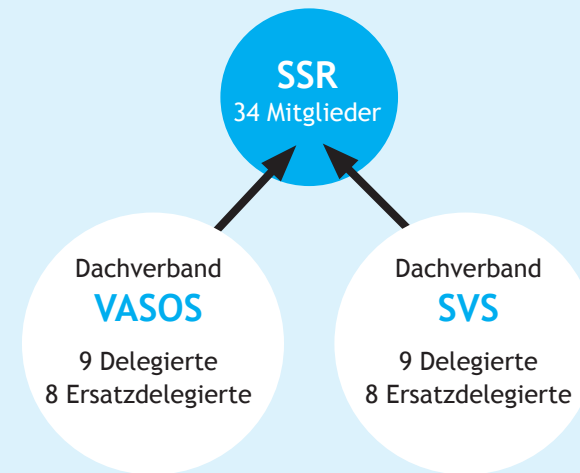 SSR
34 Mitglieder
Dachverband
VASOS
9 Delegierte
8 Ersatzdelegierte
Dachverband
SVS
9 Delegierte
8 Ersatzdelegierte